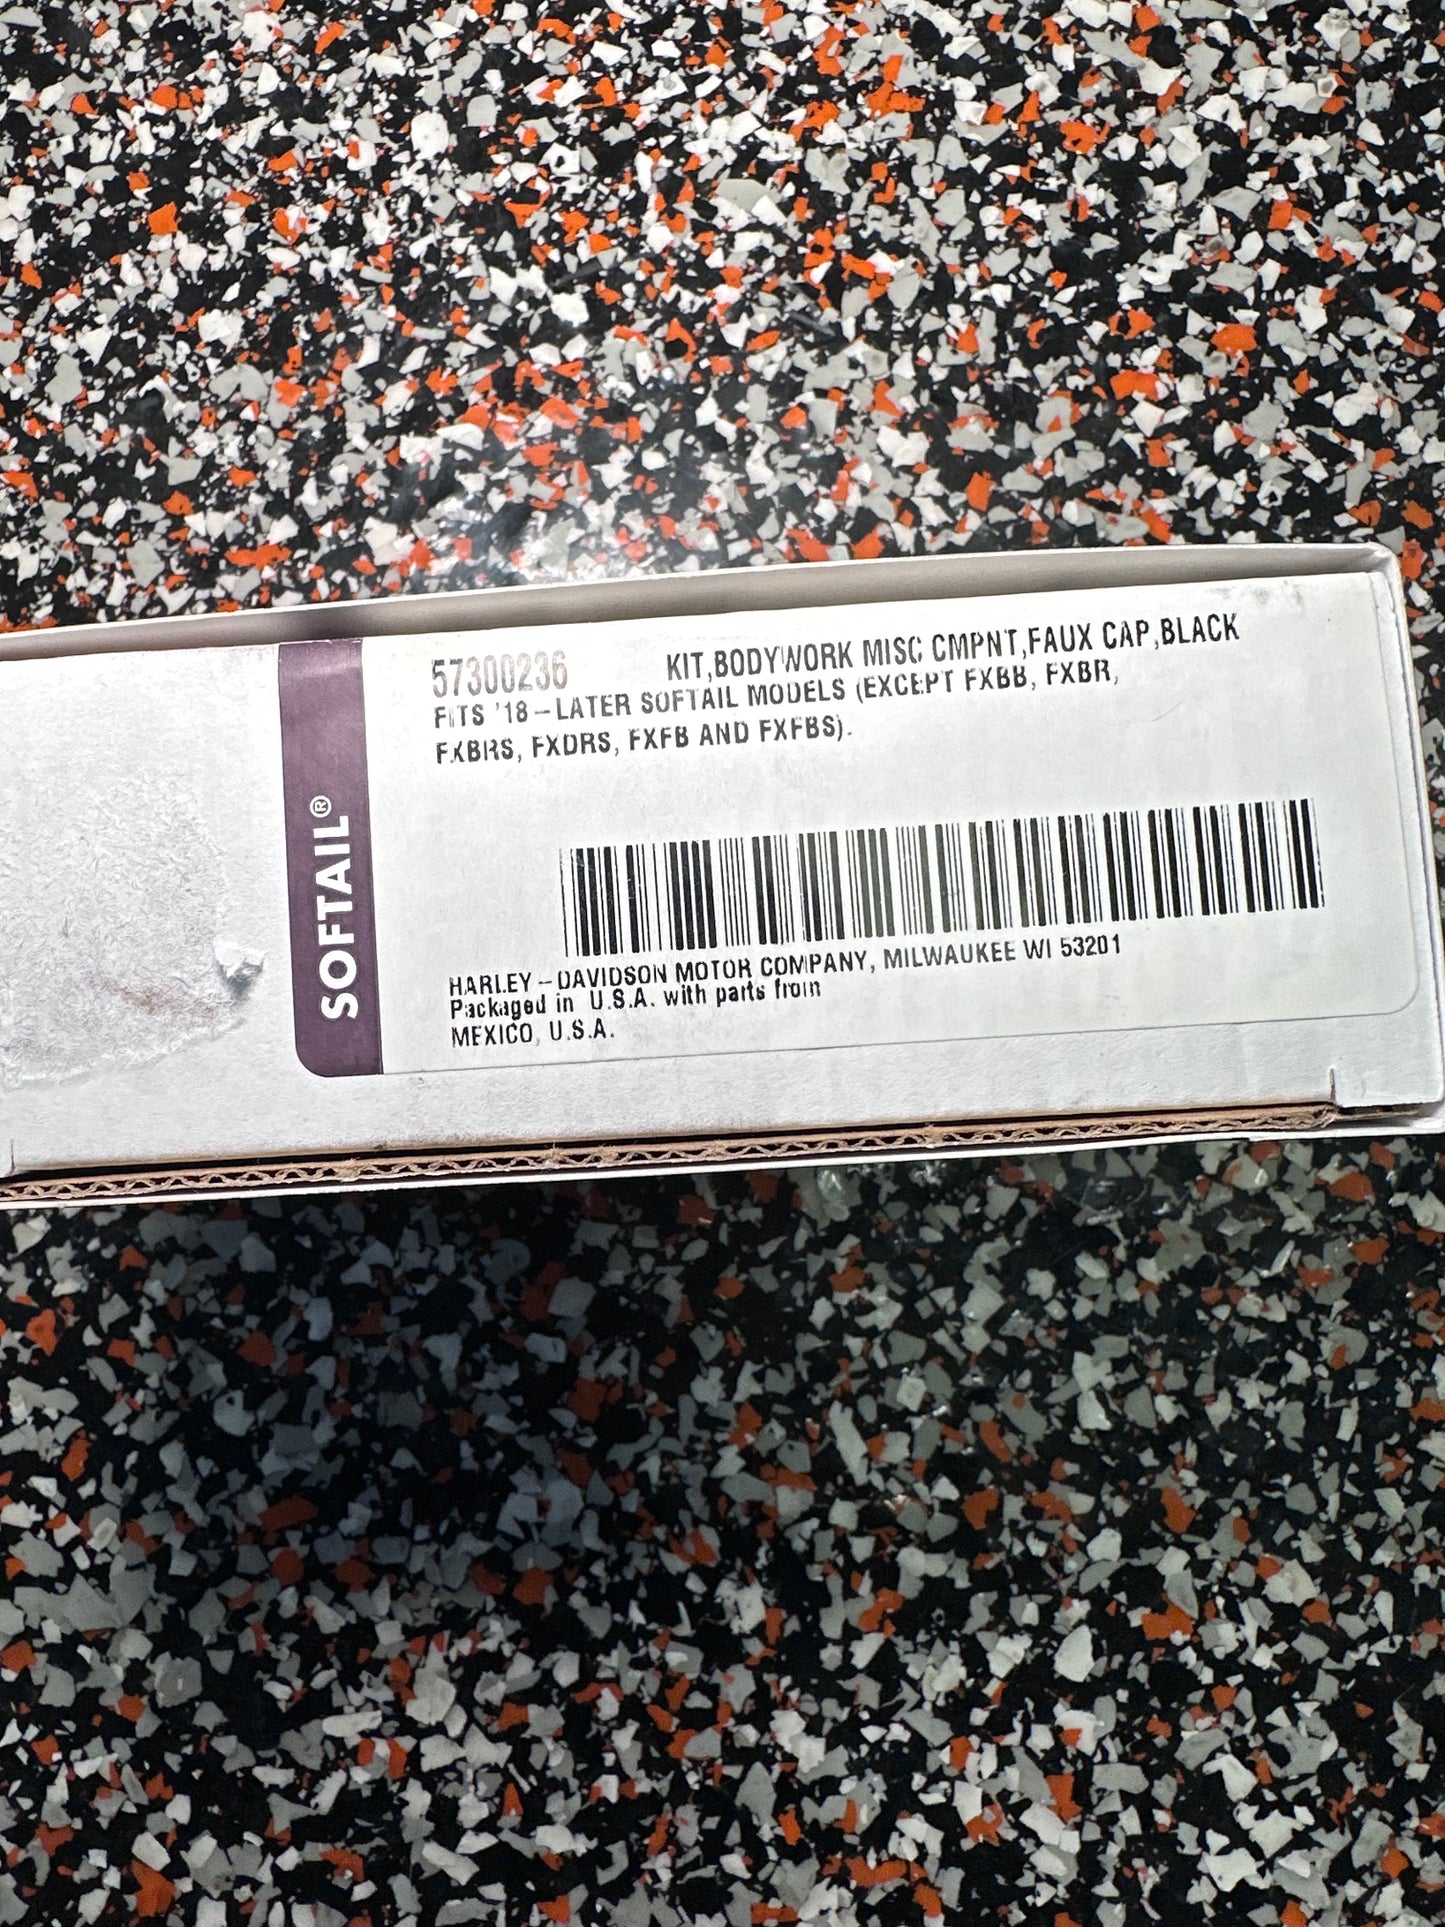 57300236 KIT,BODYWORK MISC CMPNT,FAUX CAP,BLACK
FITS '18-LATER SOFTAIL MODELS (EXCEPT FXBB, FXBR,
FXBRS, FXDRS, FXFB AND FXFBS).
SOFTAIL®
HARLEY-DAVIDSON MOTOR COMPANY, MILWAUKEE WI 53201
Packaged in U.S.A. with parts from
MEXICO, U.S.A.